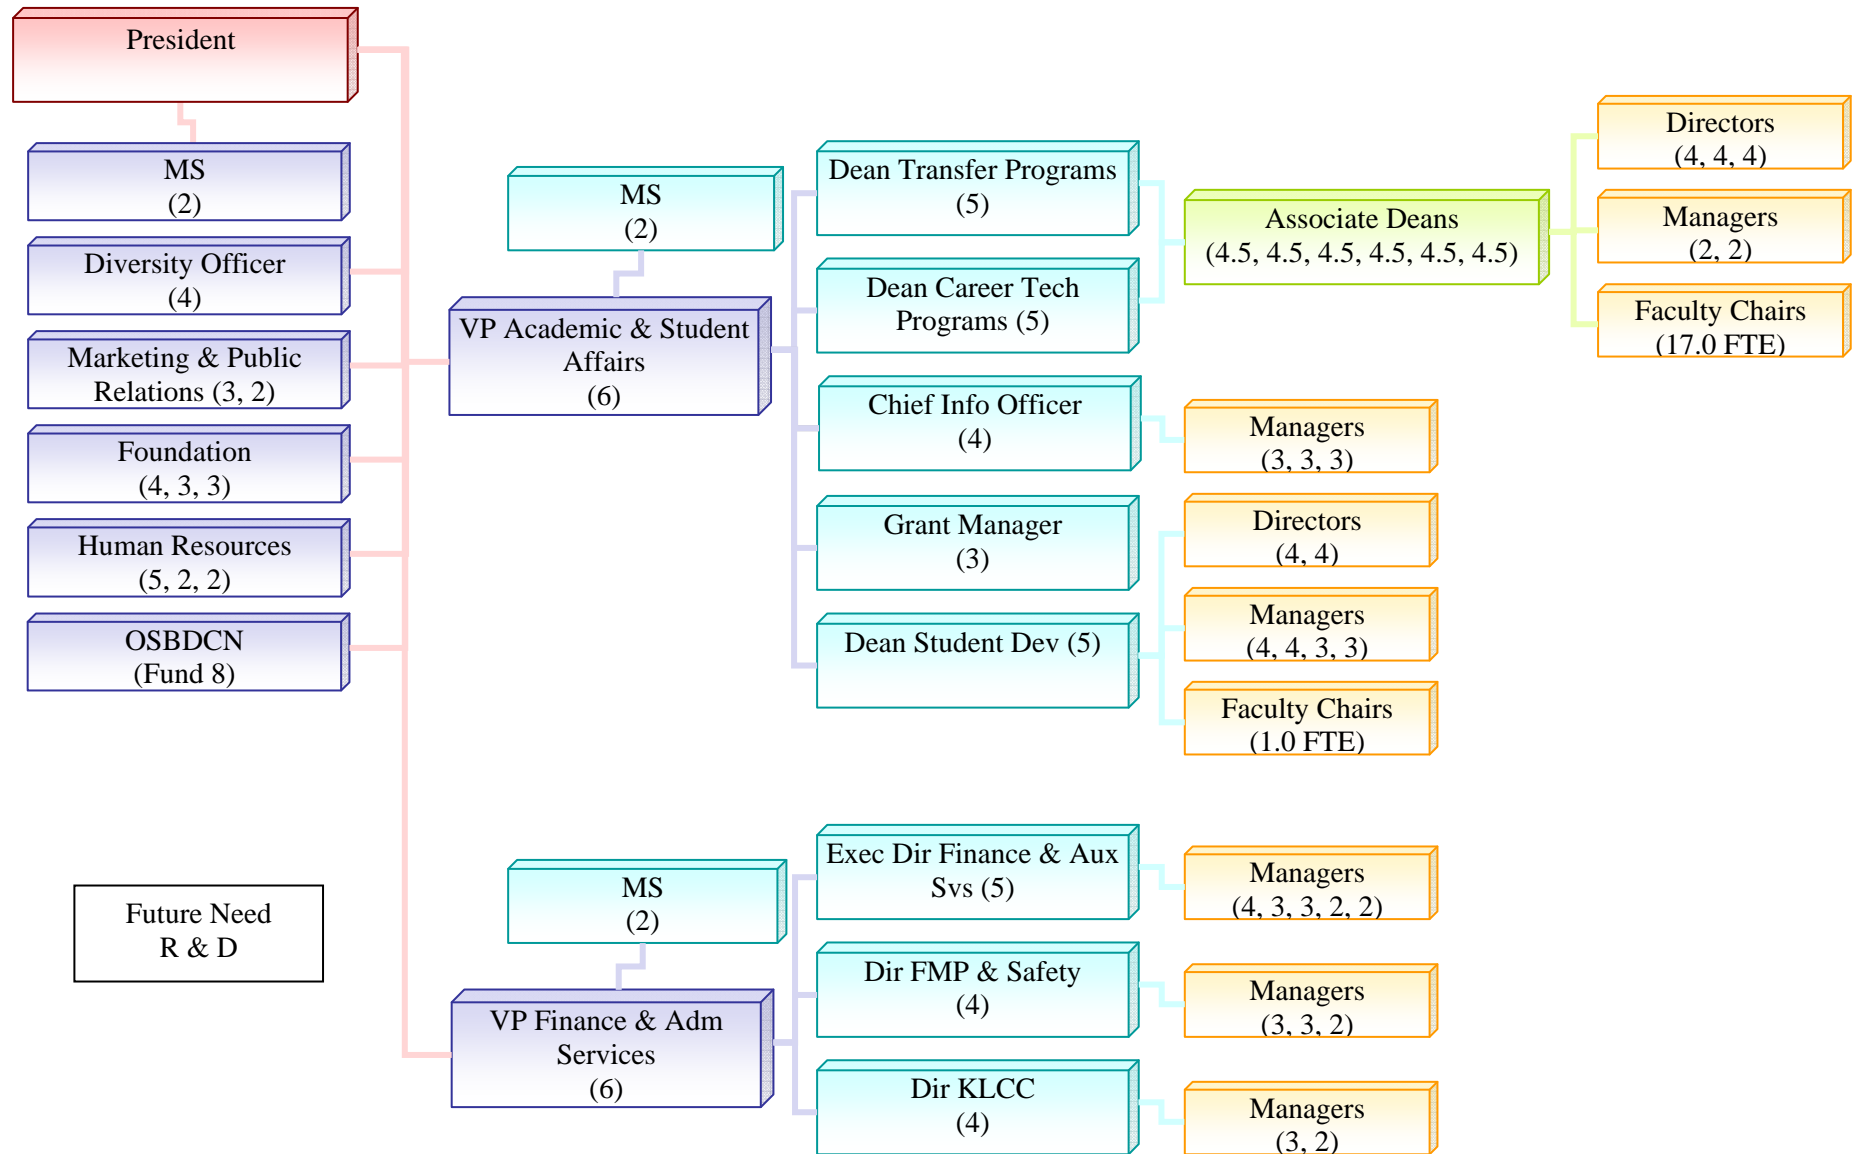 President
MS
(2)
Diversity Officer
(4)
Marketing & Public
Relations (3, 2)
Foundation
(4, 3, 3)
Human Resources
(5, 2, 2)
OSBDCN
(Fund 8)
Future Need
R & D
MS
(2)
VP Academic & Student
Affairs
(6)
MS
(2)
VP Finance & Adm
Services
(6)
Dean Transfer Programs
(5)
Dean Career Tech
Programs (5)
Chief Info Officer
(4)
Grant Manager
(3)
Dean Student Dev (5)
Exec Dir Finance & Aux
Svs (5)
Dir FMP & Safety
(4)
Dir KLCC
(4)
Associate Deans
(4.5, 4.5, 4.5, 4.5, 4.5, 4.5)
Managers
(3, 3, 3)
Directors
(4, 4)
Managers
(4, 4, 3, 3)
Faculty Chairs
(1.0 FTE)
Managers
(4, 3, 3, 2, 2)
Managers
(3, 3, 2)
Managers
(3, 2)
Directors
(4, 4, 4)
Managers
(2, 2)
Faculty Chairs
(17.0 FTE)